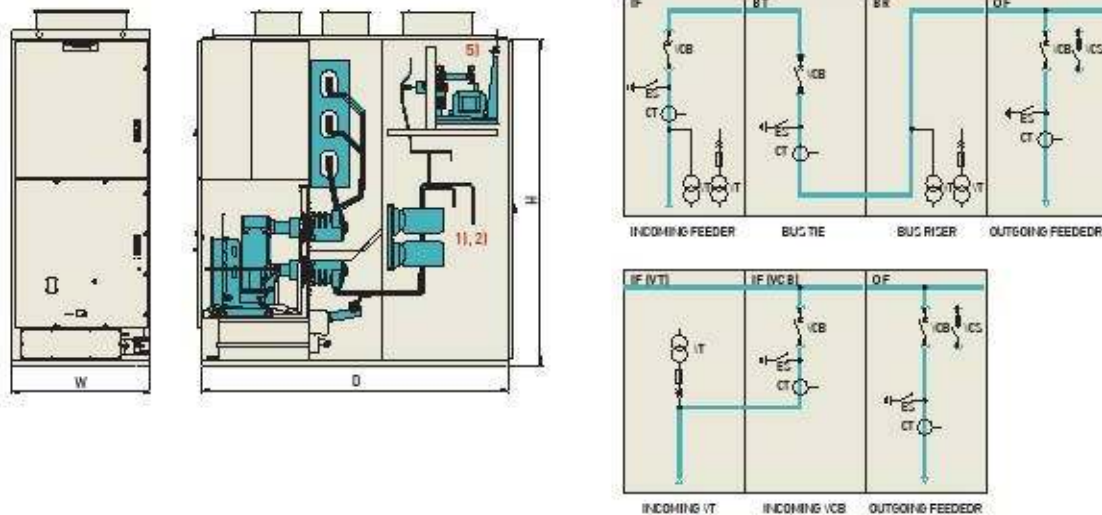 5)
1), 2)
H
W
D
IF
BT
BR
OF
VCB
ES
CT
VT
VT
VCB
ES
CT
VT
VT
VCB
VCS
ES
CT
INCOMING FEEDER
BUS TIE
BUS RISER
OUTGOING FEEDEDR
IF (VT)
IF (VCB)
OF
VT
VCB
ES
CT
VCB
VCS
ES
CT
INCOMING VT
INCOMING VCB
OUTGOING FEEDEDR